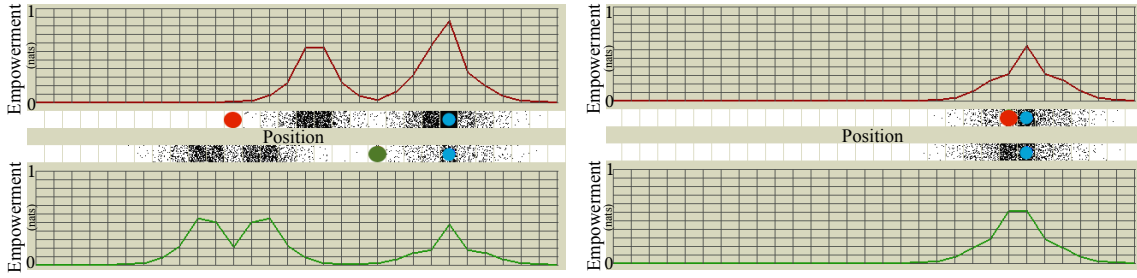 1
Empowerment
(nats)
0
Position
1
Empowerment
(nats)
0
1
Empowerment
(nats)
0
Position
1
Empowerment
(nats)
0